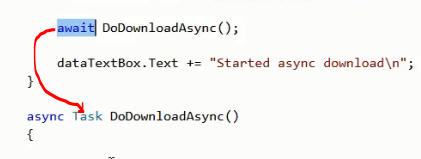 await DoDownloadAsync();
dataTextBox.Text += "Started async download\n";
}
async Task DoDownloadAsync()
{